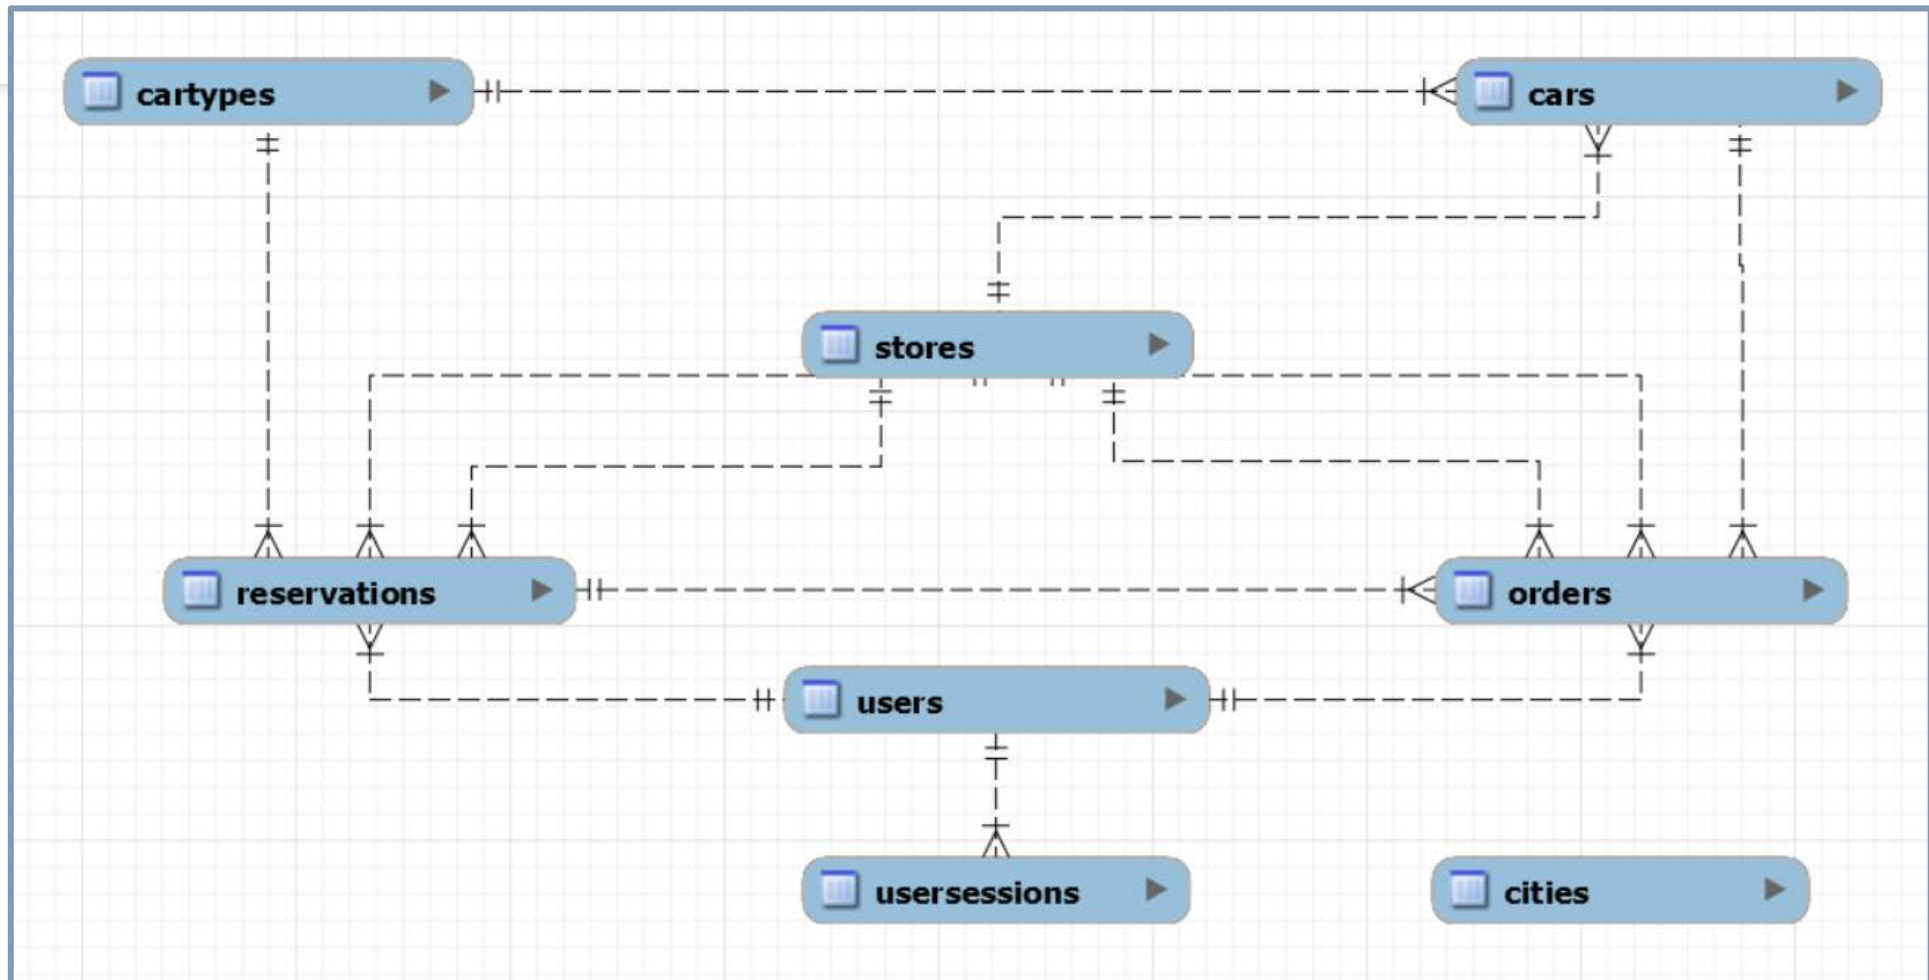 cartypes
cars
stores
reservations
orders
users
usersessions
cities